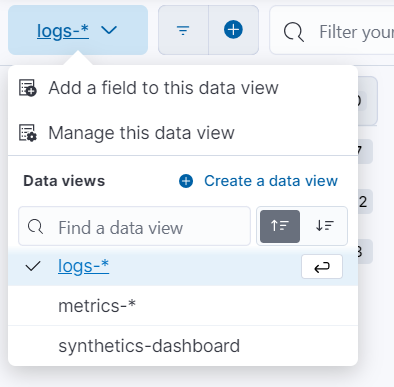 logs-*
Filter your
Add a field to this data view
Manage this data view
Data views
Create a data view
Find a data view
logs-*
metrics-*
synthetics-dashboard